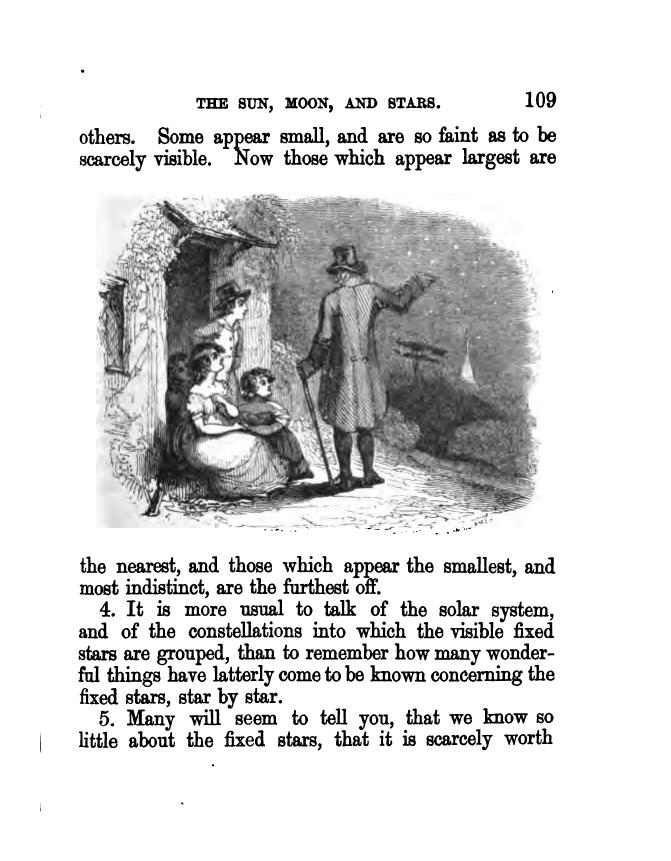 THE SUN, MOON, AND STARS. 109
others. Some appear small, and are so faint as to be
scarcely visible. Now those which appear largest are
the nearest, and those which appear the smallest, and
most indistinct, are the furthest off.
4. It is more usual to talk of the solar system,
and of the constellations into which the visible fixed
stars are grouped, than to remember how many wonder-
ful things have latterly come to be known concerning the
fixed stars, star by star.
5. Many will seem to tell you, that we know so
little about the fixed stars, that it is scarcely worth